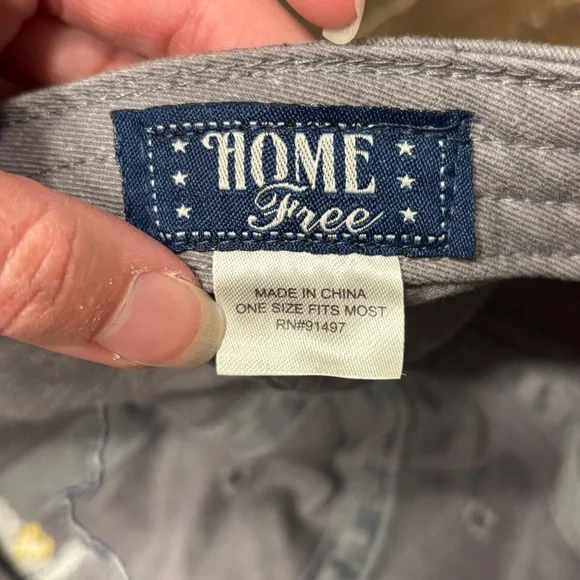 HOME
Free
MADE IN CHINA
ONE SIZE FITS MOST
RN#91497